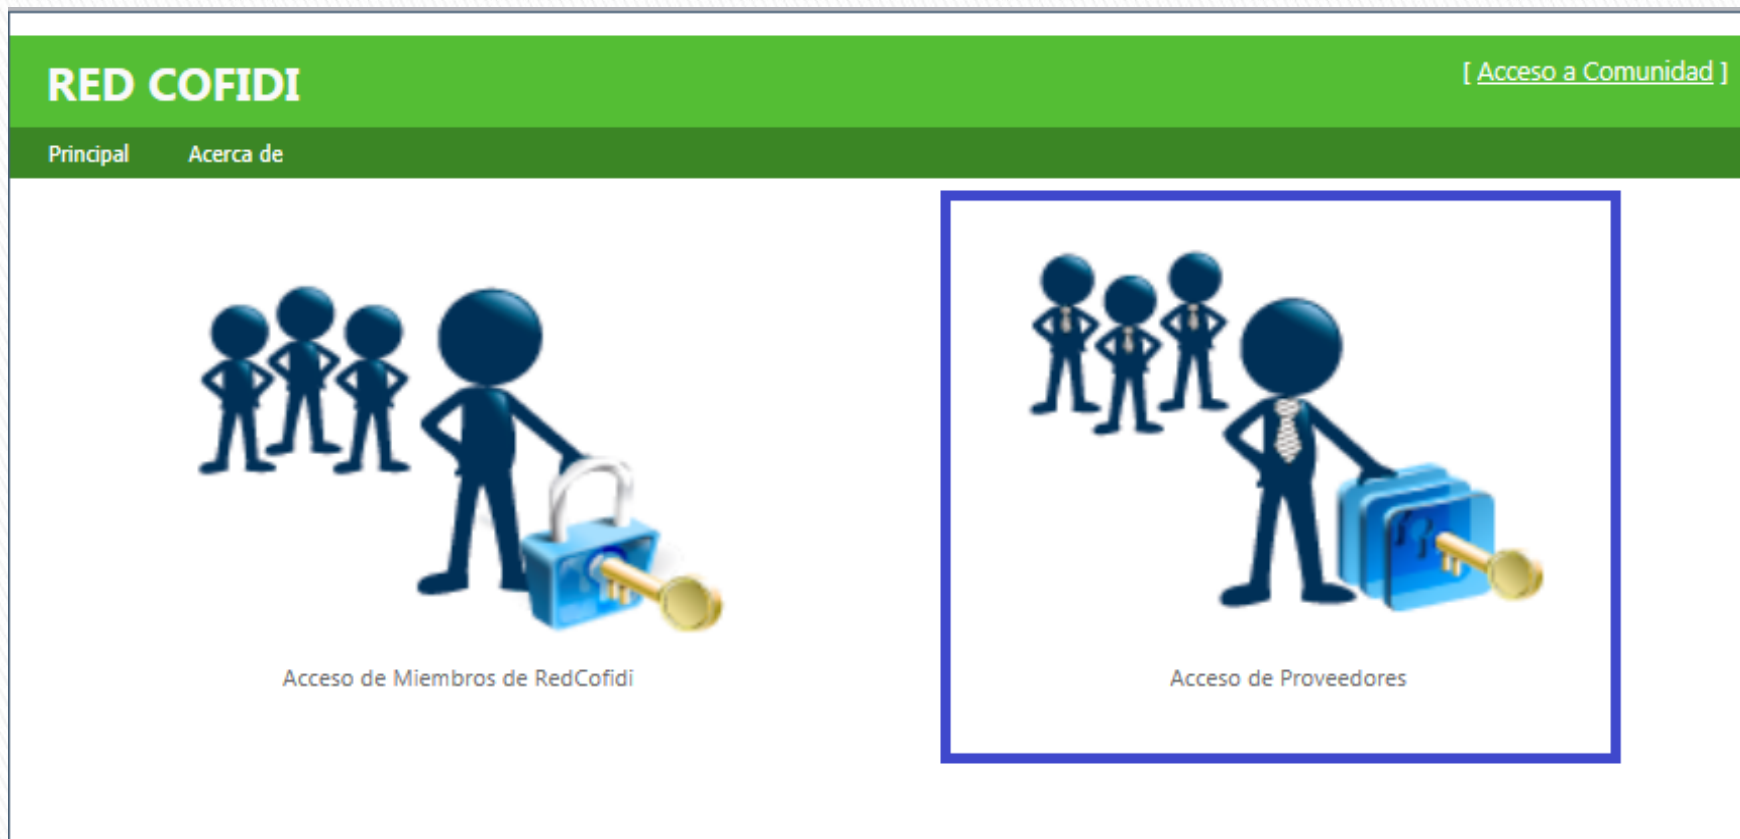 RED COFIDI
[ Acceso a Comunidad ]
Principal Acerca de
Acceso de Miembros de RedCofidi
Acceso de Proveedores